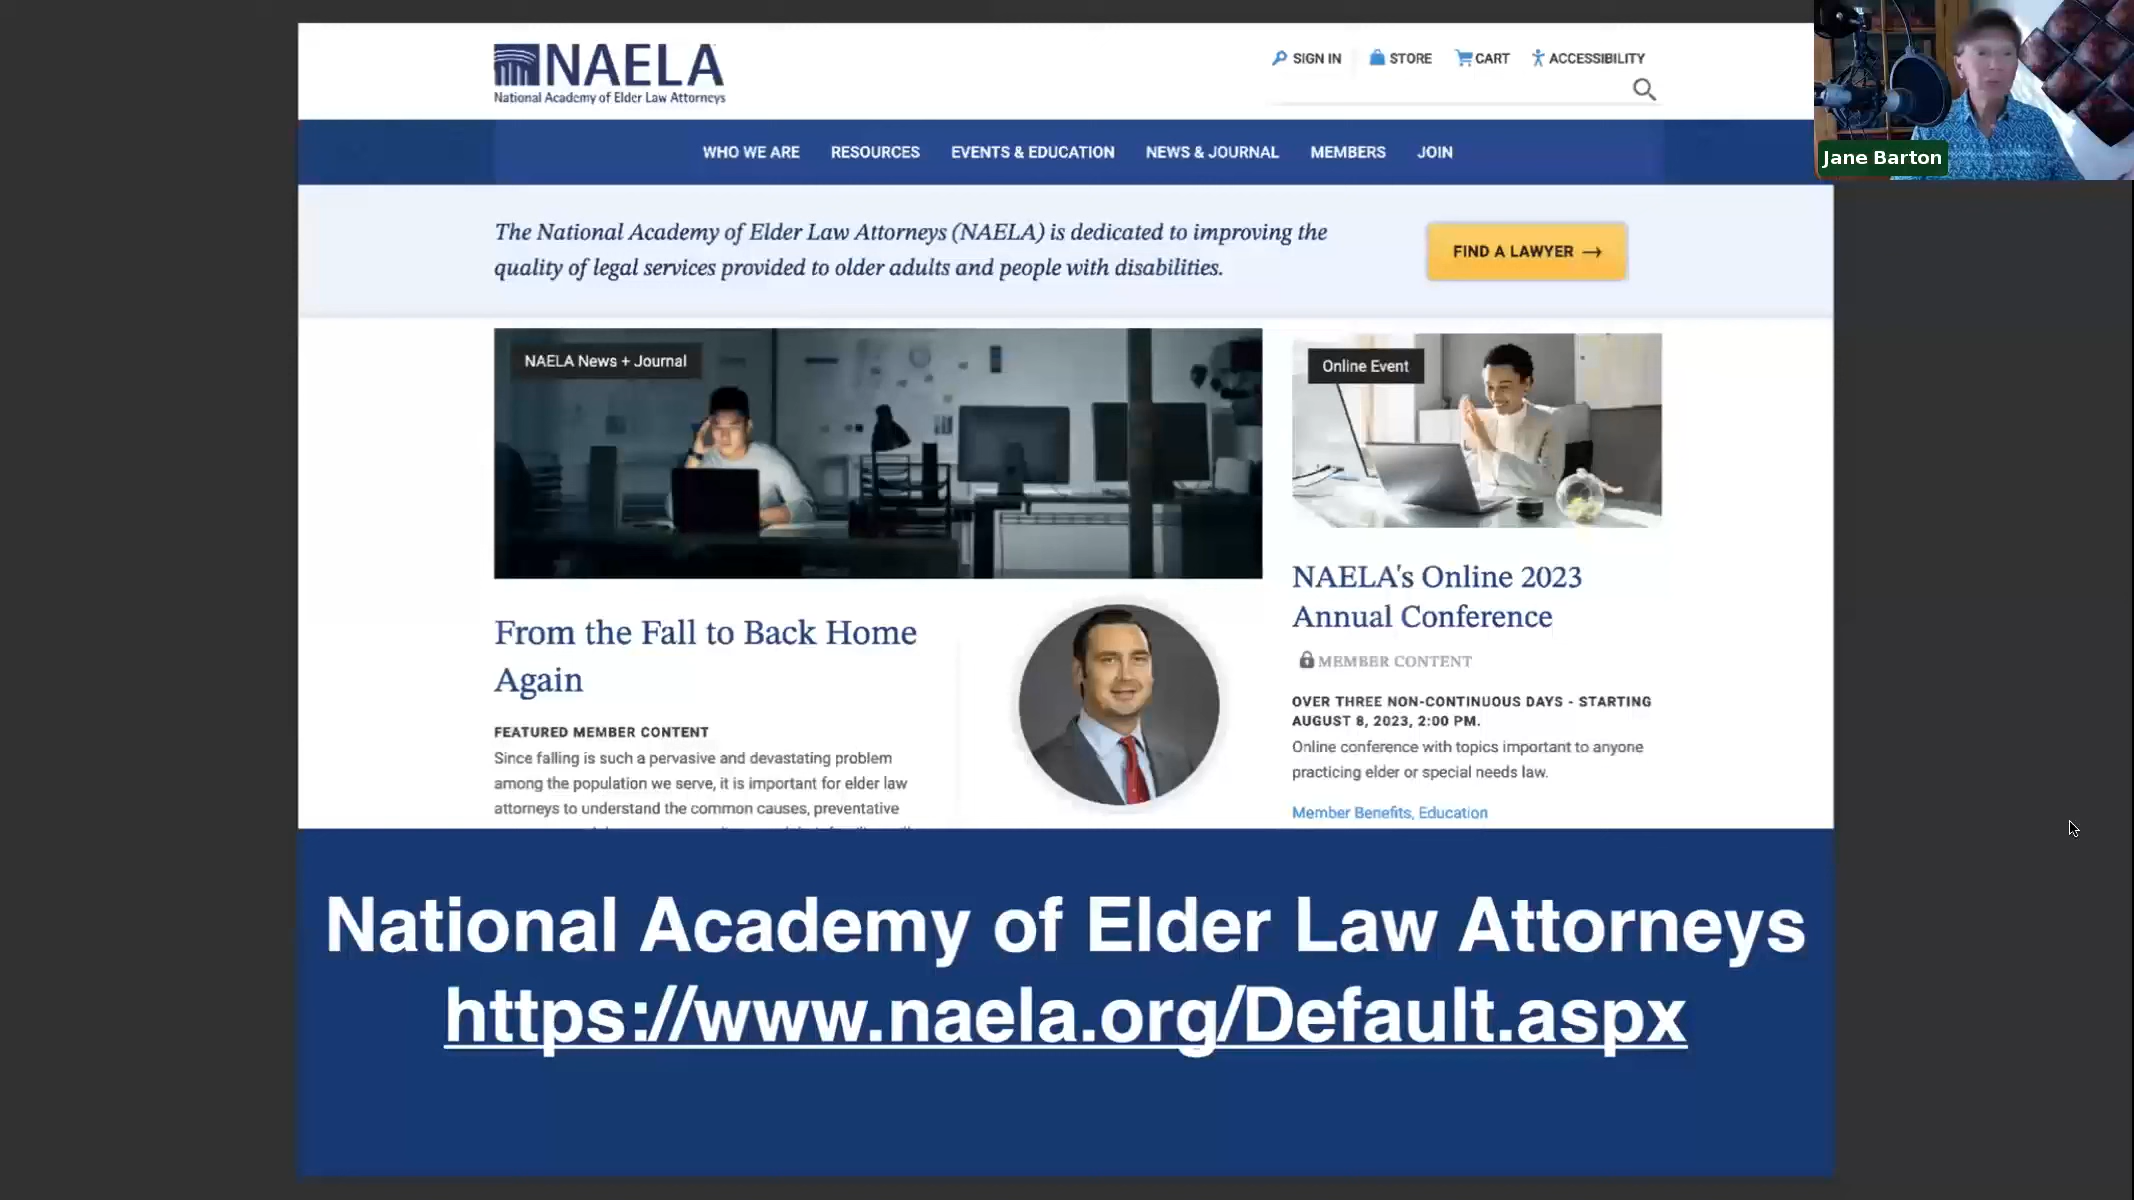 NAELA
National Academy of Elder Law Attorneys
SIGN IN
STORE
CART
ACCESSIBILITY
Jane Barton
WHO WE ARE
RESOURCES
EVENTS & EDUCATION
NEWS & JOURNAL
MEMBERS
JOIN
The National Academy of Elder Law Attorneys (NAELA) is dedicated to improving the
quality of legal services provided to older adults and people with disabilities.
FIND A LAWYER →
NAELA News + Journal
From the Fall to Back Home
Again
FEATURED MEMBER CONTENT
Since falling is such a pervasive and devastating problem
among the population we serve, it is important for elder law
attorneys to understand the common causes, preventative
Online Event
NAELA's Online 2023
Annual Conference
MEMBER CONTENT
OVER THREE NON-CONTINUOUS DAYS - STARTING
AUGUST 8, 2023, 2:00 PM.
Online conference with topics important to anyone
practicing elder or special needs law.
Member Benefits, Education
National Academy of Elder Law Attorneys
https://www.naela.org/Default.aspx